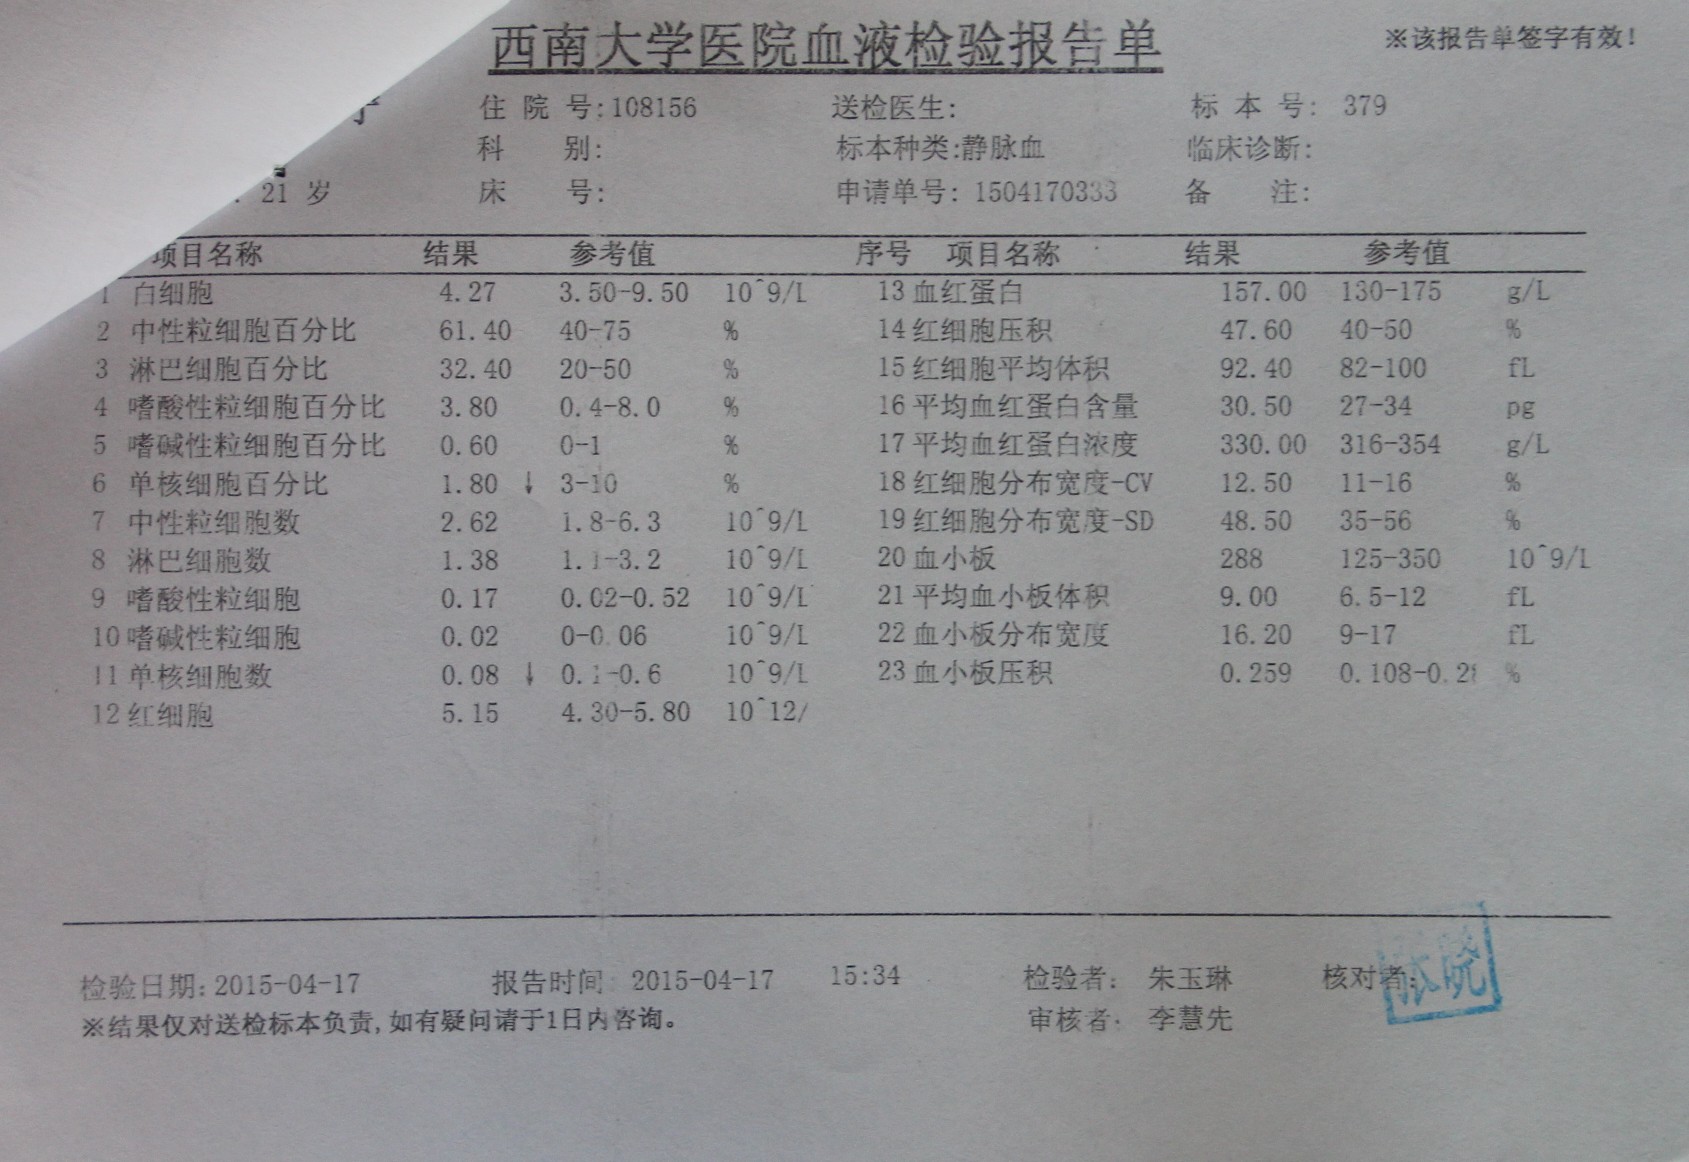 西南大学医院血液检验报告单 ※该报告单签字有效!
住 院 号:108156 送检医生: 标 本 号: 379
科 别: 标本种类:静脉血 临床诊断:
21 岁 床 号: 申请单号: 1504170333 备 注:
项目名称 结果 参考值 序号 项目名称 结果 参考值
1 白细胞 4.27 3.50-9.50 10^9/L 13 血红蛋白 157.00 130-175 g/L
2 中性粒细胞百分比 61.40 40-75 % 14 红细胞压积 47.60 40-50 %
3 淋巴细胞百分比 32.40 20-50 % 15 红细胞平均体积 92.40 82-100 fL
4 嗜酸性粒细胞百分比 3.80 0.4-8.0 % 16 平均血红蛋白含量 30.50 27-34 pg
5 嗜碱性粒细胞百分比 0.60 0-1 % 17 平均血红蛋白浓度 330.00 316-354 g/L
6 单核细胞百分比 1.80 ↓ 3-10 % 18 红细胞分布宽度-CV 12.50 11-16 %
7 中性粒细胞数 2.62 1.8-6.3 10^9/L 19 红细胞分布宽度-SD 48.50 35-56 %
8 淋巴细胞数 1.38 1.1-3.2 10^9/L 20 血小板 288 125-350 10^9/L
9 嗜酸性粒细胞 0.17 0.02-0.52 10^9/L 21 平均血小板体积 9.00 6.5-12 fL
10 嗜碱性粒细胞 0.02 0-0.06 10^9/L 22 血小板分布宽度 16.20 9-17 fL
11 单核细胞数 0.08 ↓ 0.1-0.6 10^9/L 23 血小板压积 0.259 0.108-0.2 %
12 红细胞 5.15 4.30-5.80 10^12/
检验日期:2015-04-17 报告时间: 2015-04-17 15:34 检验者: 朱玉琳 核对者: 张晓
※结果仅对送检标本负责,如有疑问请于1日内咨询。 审核者: 李慧先